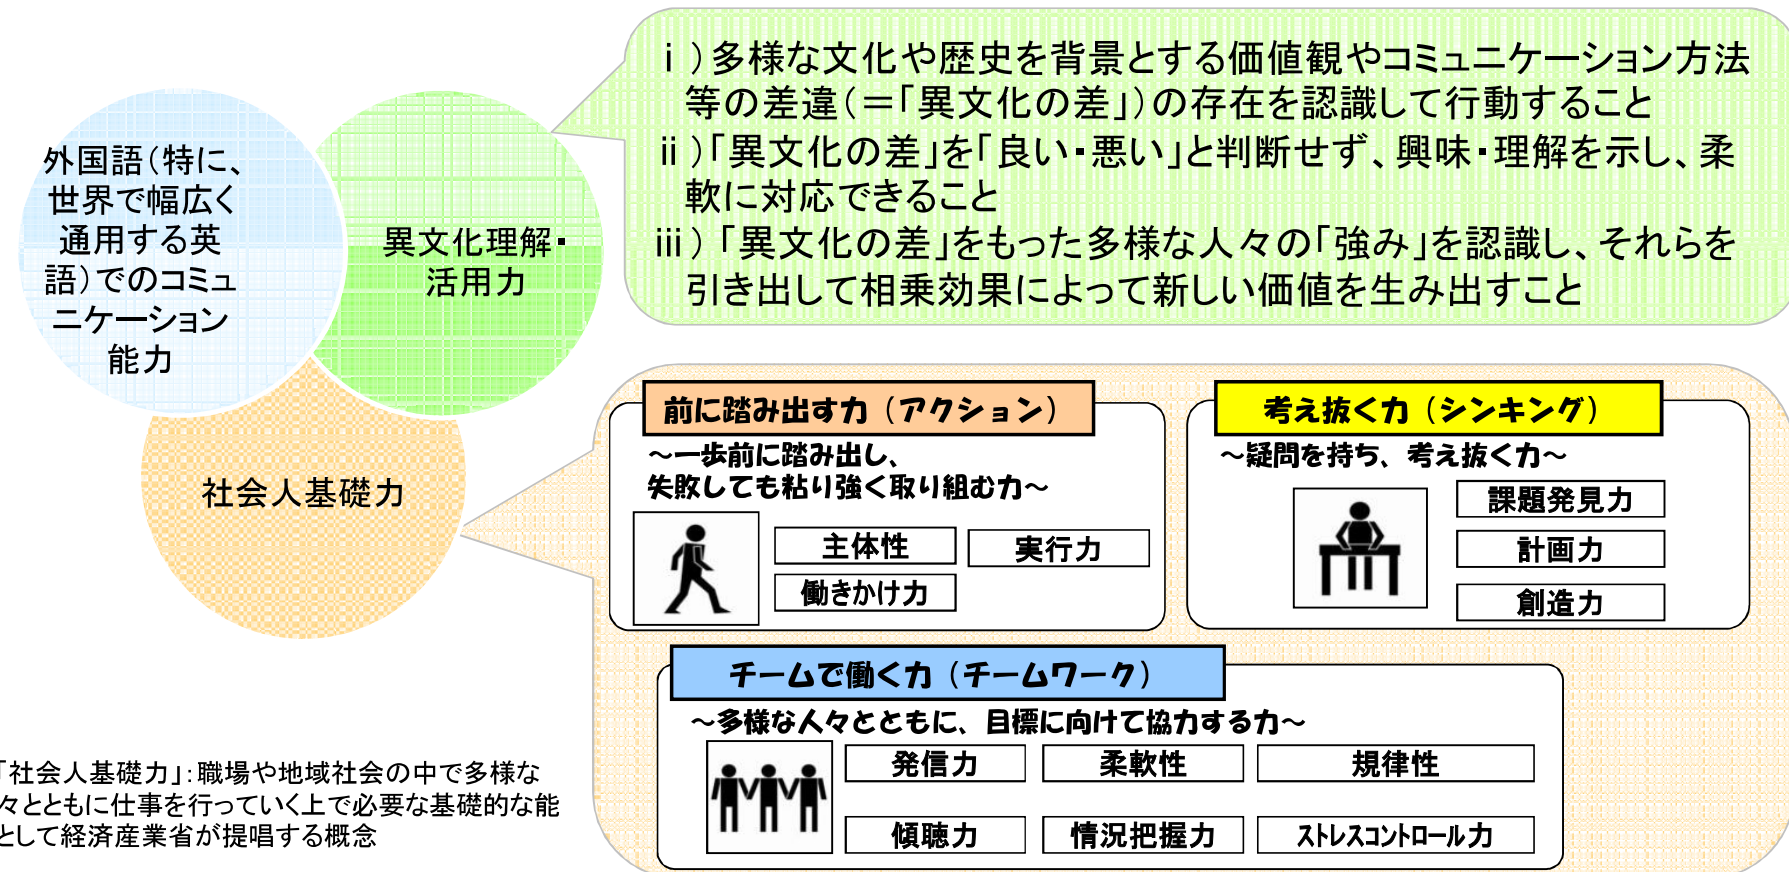 外国語（特に、
世界で幅広く
通用する英
語）でのコミュ
ニケーション
能力
異文化理解・
活用力
社会人基礎力
ⅰ）多様な文化や歴史を背景とする価値観やコミュニケーション方法
等の差違（＝「異文化の差」）の存在を認識して行動すること
ⅱ）「異文化の差」を「良い・悪い」と判断せず、興味・理解を示し、柔
軟に対応できること
ⅲ）「異文化の差」をもった多様な人々の「強み」を認識し、それらを
引き出して相乗効果によって新しい価値を生み出すこと
前に踏み出す力（アクション）
～一歩前に踏み出し、
失敗しても粘り強く取り組む力～
主体性
実行力
働きかけ力
考え抜く力（シンキング）
～疑問を持ち、考え抜く力～
課題発見力
計画力
創造力
チームで働く力（チームワーク）
～多様な人々とともに、目標に向けて協力する力～
発信力
柔軟性
規律性
傾聴力
情況把握力
ストレスコントロール力
「社会人基礎力」：職場や地域社会の中で多様な
々とともに仕事を行っていく上で必要な基礎的な能
として経済産業省が提唱する概念